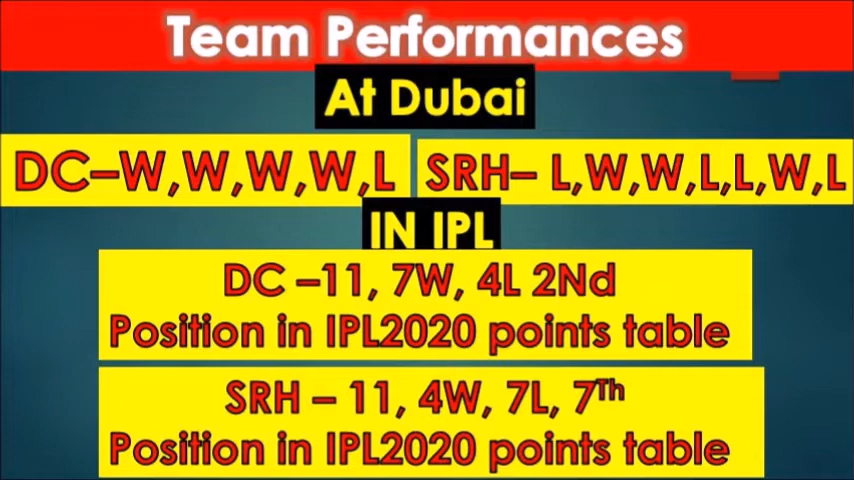 Team Performances
At Dubai
DC–W,W,W,W,L
SRH– L,W,W,L,L,W,L
IN IPL
DC –11, 7W, 4L 2Nd
Position in IPL2020 points table
SRH – 11, 4W, 7L, 7Th
Position in IPL2020 points table